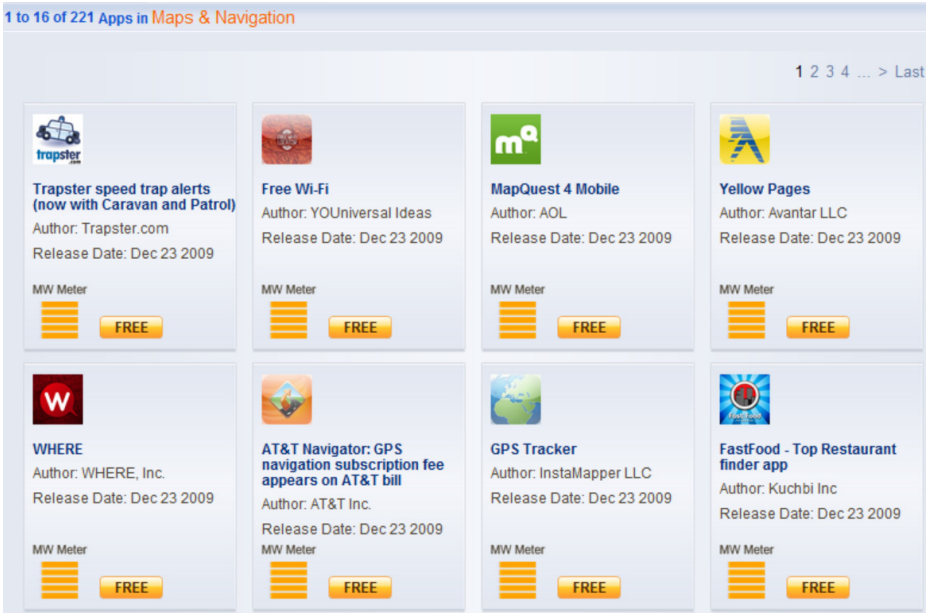 1 to 16 of 221 Apps in Maps & Navigation
1 2 3 4 ... > Last
trapster
.com
Trapster speed trap alerts
(now with Caravan and Patrol)
Author: Trapster.com
Release Date: Dec 23 2009
MW Meter
FREE
Free Wi-Fi
Author: YOUniversal Ideas
Release Date: Dec 23 2009
MW Meter
FREE
mQ
MapQuest 4 Mobile
Author: AOL
Release Date: Dec 23 2009
MW Meter
FREE
Yellow Pages
Author: Avantar LLC
Release Date: Dec 23 2009
MW Meter
FREE
W
WHERE
Author: WHERE, Inc.
Release Date: Dec 23 2009
MW Meter
FREE
AT&T Navigator: GPS
navigation subscription fee
appears on AT&T bill
Author: AT&T Inc.
Release Date: Dec 23 2009
MW Meter
FREE
GPS Tracker
Author: InstaMapper LLC
Release Date: Dec 23 2009
MW Meter
FREE
Fast Food
FastFood - Top Restaurant
finder app
Author: Kuchbi Inc
Release Date: Dec 23 2009
MW Meter
FREE